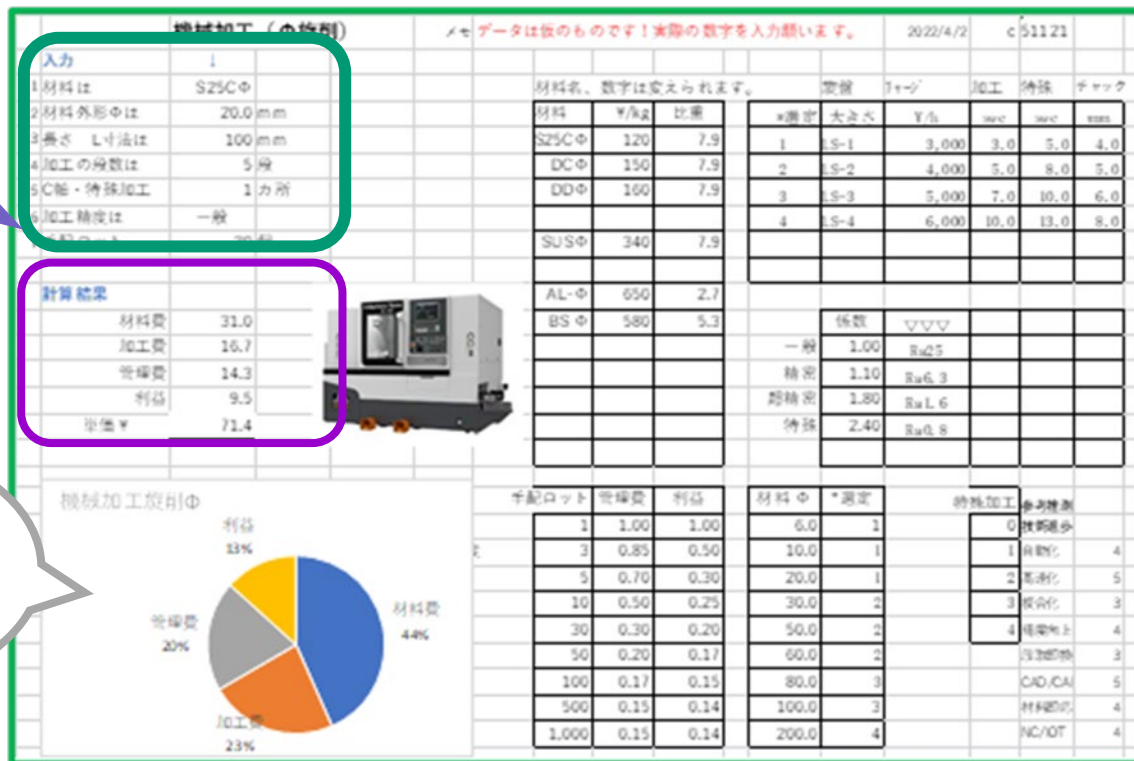 機械加工（Φ旋削） メモ データは仮のものです！実際の数字を入力願います。 2022/4/2 c 51121
入力 ↓
1 材料は S25CΦ
2 材料外形Φは 20.0 mm
3 長さ L寸法は 100 mm
4 加工の段数は 5 段
5 C軸・特殊加工 1 カ所
6 加工精度は 一般
手配ロット
計算結果
材料費 31.0
加工費 16.7
管理費 14.3
利益 9.5
単価¥ 71.4
材料名、数字は変えられます。
材料 ¥/kg 比重
S25CΦ 120 7.9
DCΦ 150 7.9
DDΦ 160 7.9
SUSΦ 340 7.9
AL-Φ 650 2.7
BS Φ 580 5.3
旋盤 ﾁｬｰｼﾞ 加工 特殊 チャック
*選定 大きさ ¥/h sec sec mm
1 LS-1 3,000 3.0 5.0 4.0
2 LS-2 4,000 5.0 8.0 5.0
3 LS-3 5,000 7.0 10.0 6.0
4 LS-4 6,000 10.0 13.0 8.0
係数 ▽▽▽
一般 1.00 Ra25
精密 1.10 Ra6.3
超精密 1.80 Ra1.6
特殊 2.40 Ra0.8
機械加工旋削Φ
利益
13%
管理費
20%
材料費
44%
加工費
23%
手配ロット 管理費 利益
1 1.00 1.00
3 0.85 0.50
5 0.70 0.30
10 0.50 0.25
30 0.30 0.20
50 0.20 0.17
100 0.17 0.15
500 0.15 0.14
1,000 0.15 0.14
材料 Φ *選定
6.0 1
10.0 1
20.0 1
30.0 2
50.0 2
60.0 2
80.0 3
100.0 3
200.0 4
特殊加工
0 技術進歩
1 自動化 4
2 高速化 5
3 複合化 3
4 精度向上 4
3
CAD/CA 5
4
NC/IOT 4